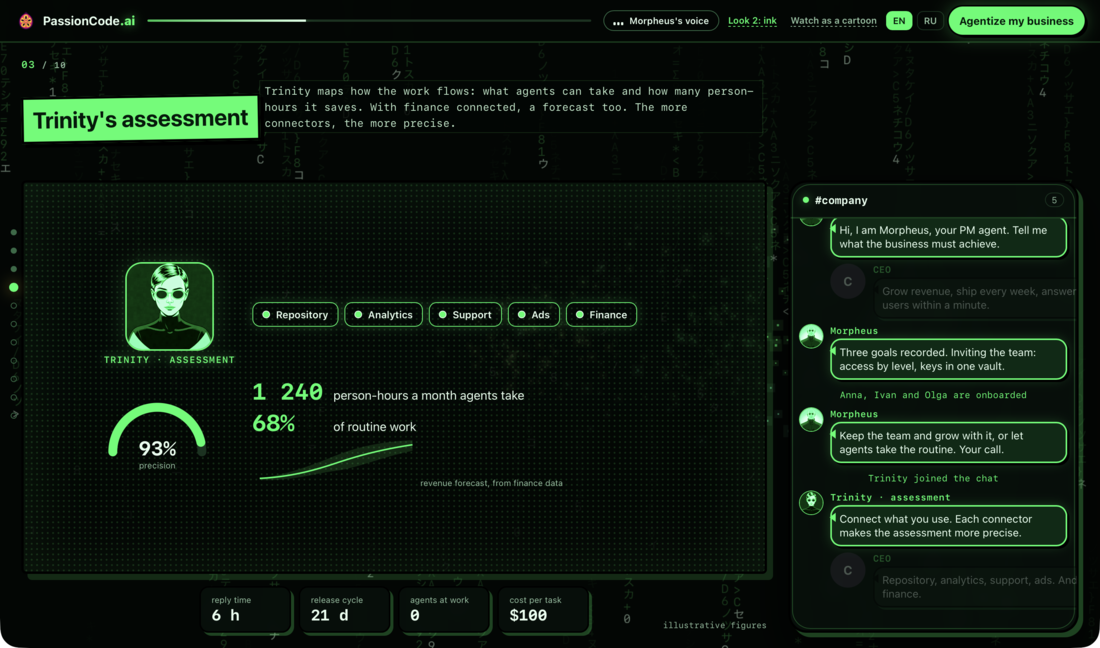 PassionCode.ai
Morpheus's voice
Look 2: ink
Watch as a cartoon
EN
RU
Agentize my business
03 / 10
Trinity's assessment
Trinity maps how the work flows: what agents can take and how many person-
hours it saves. With finance connected, a forecast too. The more
connectors, the more precise.
TRINITY · ASSESSMENT
Repository
Analytics
Support
Ads
Finance
1 240 person-hours a month agents take
68% of routine work
93%
precision
revenue forecast, from finance data
reply time
6 h
release cycle
21 d
agents at work
0
cost per task
$100
illustrative figures
#company
5
Hi, I am Morpheus, your PM agent. Tell me
what the business must achieve.
C
CEO
Grow revenue, ship every week, answer
users within a minute.
Morpheus
Three goals recorded. Inviting the team:
access by level, keys in one vault.
Anna, Ivan and Olga are onboarded
Morpheus
Keep the team and grow with it, or let
agents take the routine. Your call.
Trinity joined the chat
Trinity · assessment
Connect what you use. Each connector
makes the assessment more precise.
C
CEO
Repository, analytics, support, ads. And
finance.